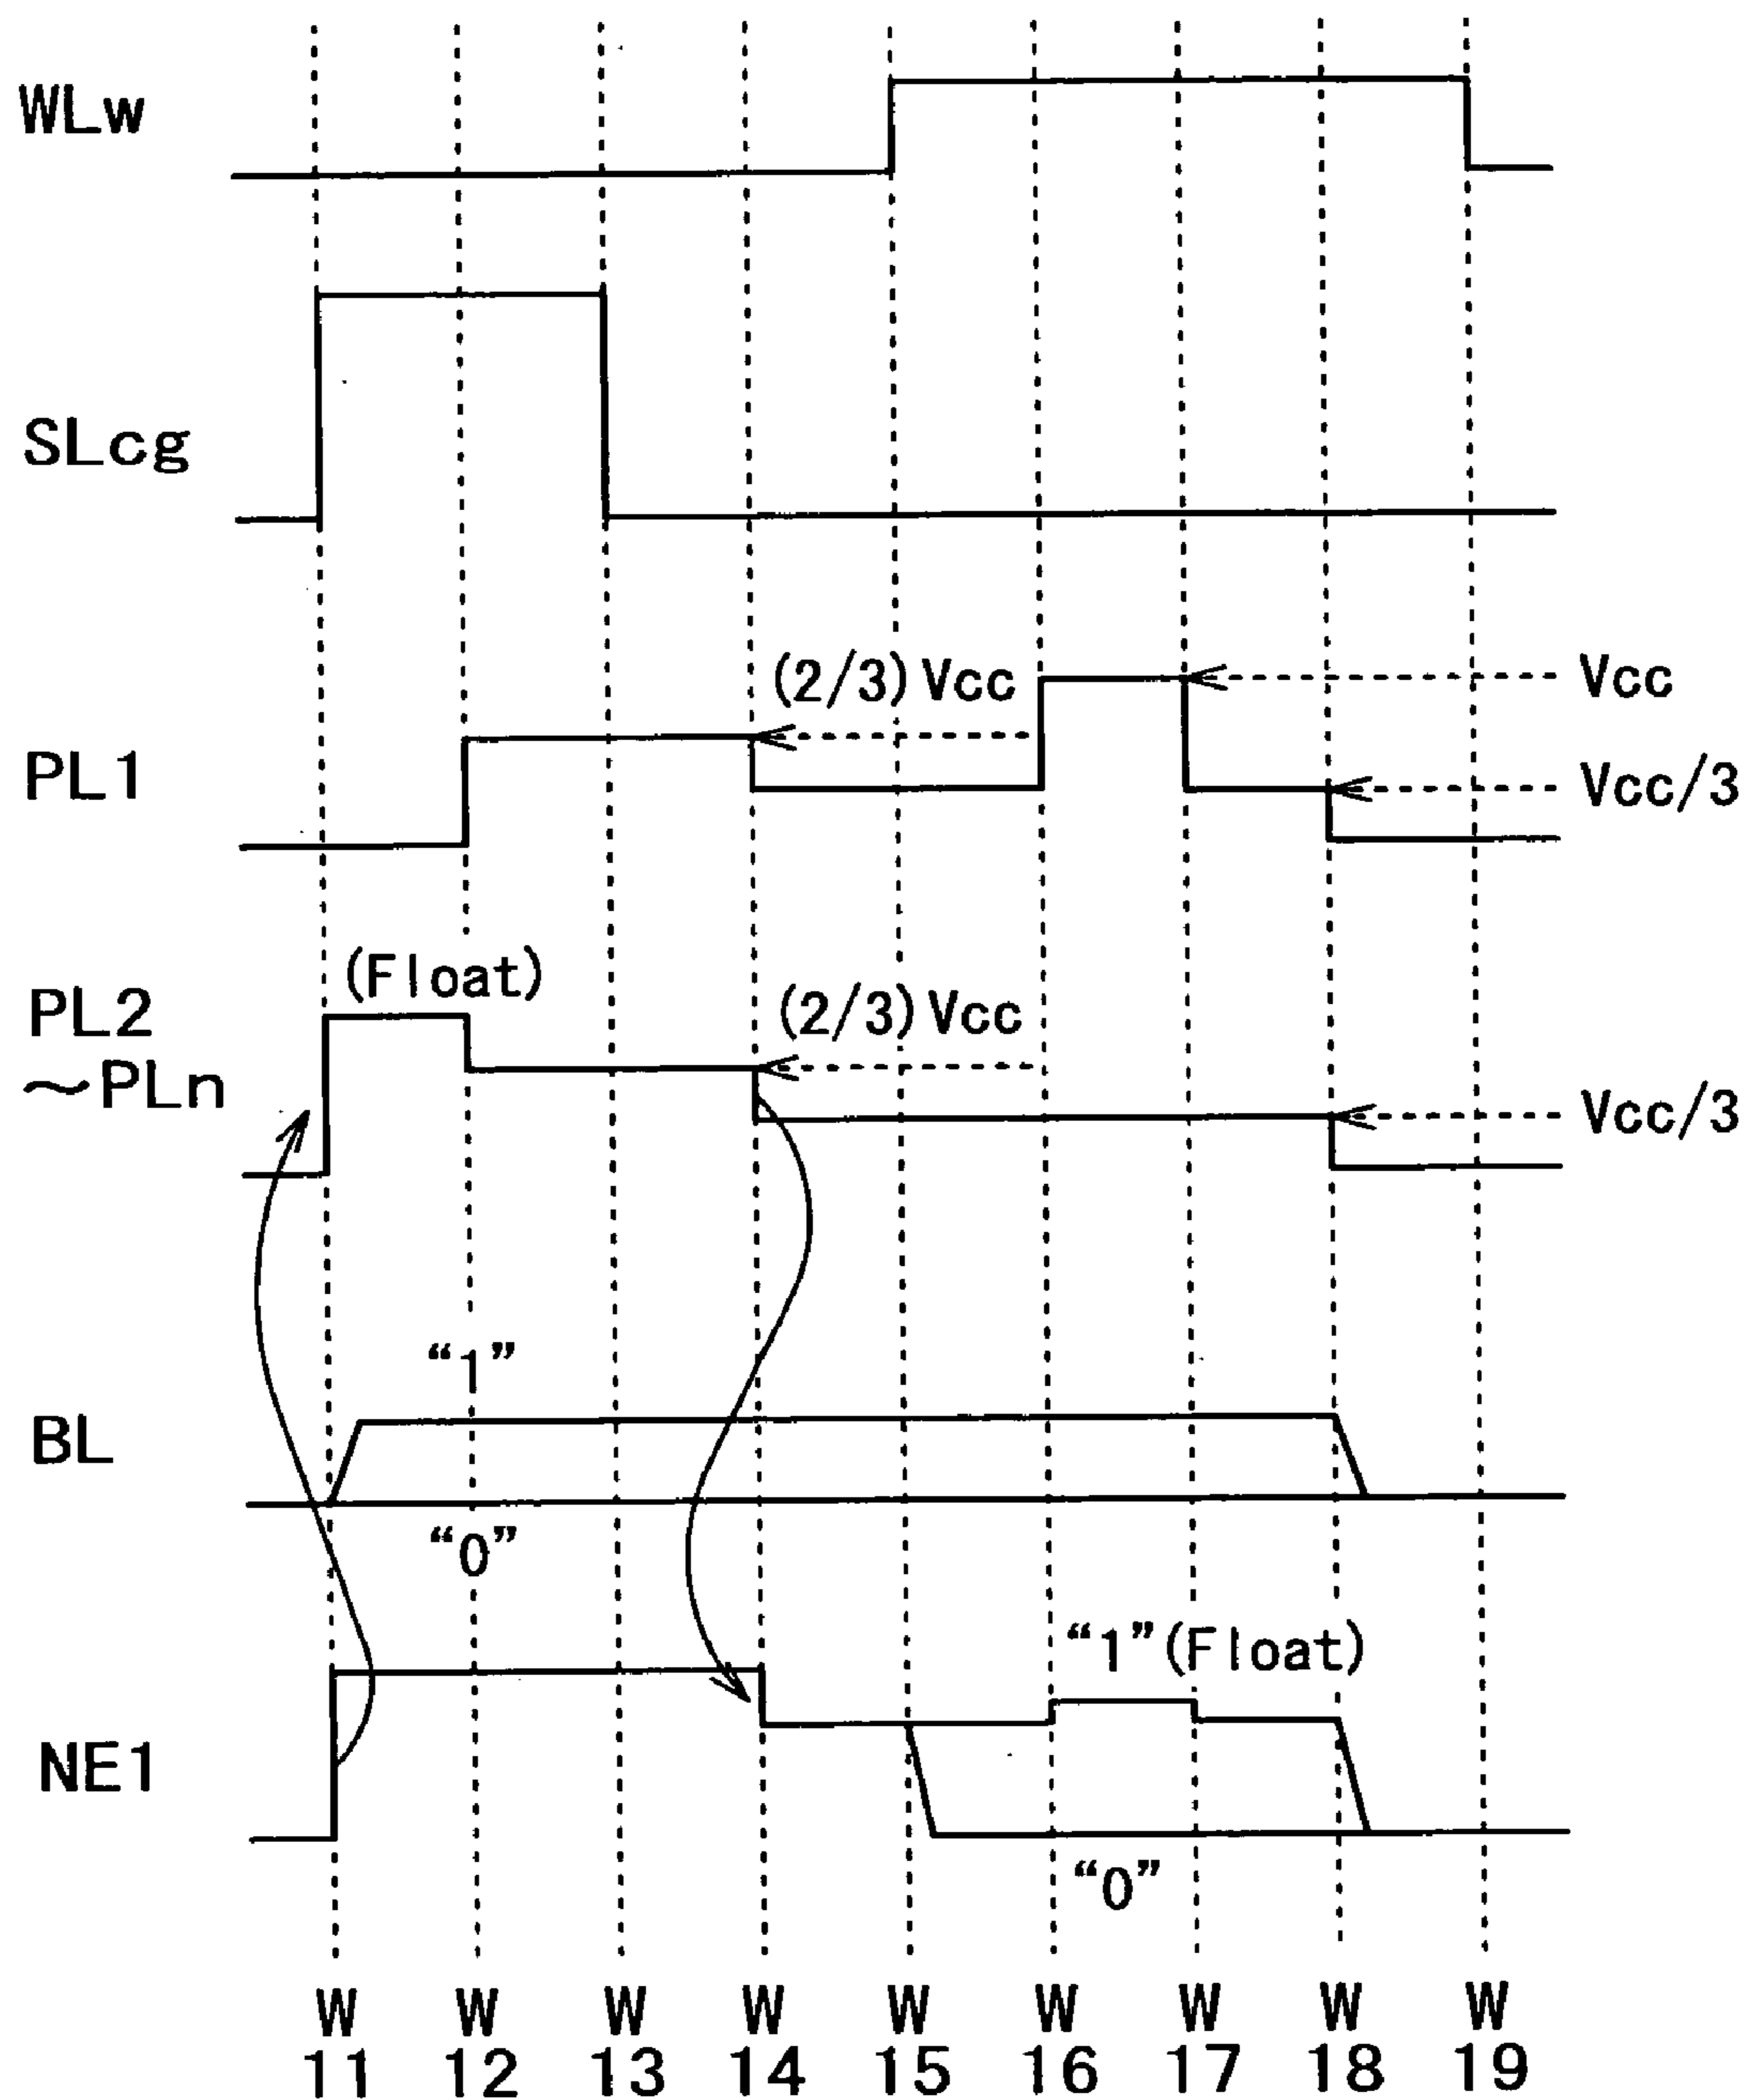 WLw
SLcg
(2/3)Vcc
Vcc
PL1
Vcc/3
(Float)
PL2
(2/3)Vcc
~PLn
Vcc/3
“1”
BL
“0”
“1”(Float)
NE1
“0”
W W W W W W W W W
11 12 13 14 15 16 17 18 19